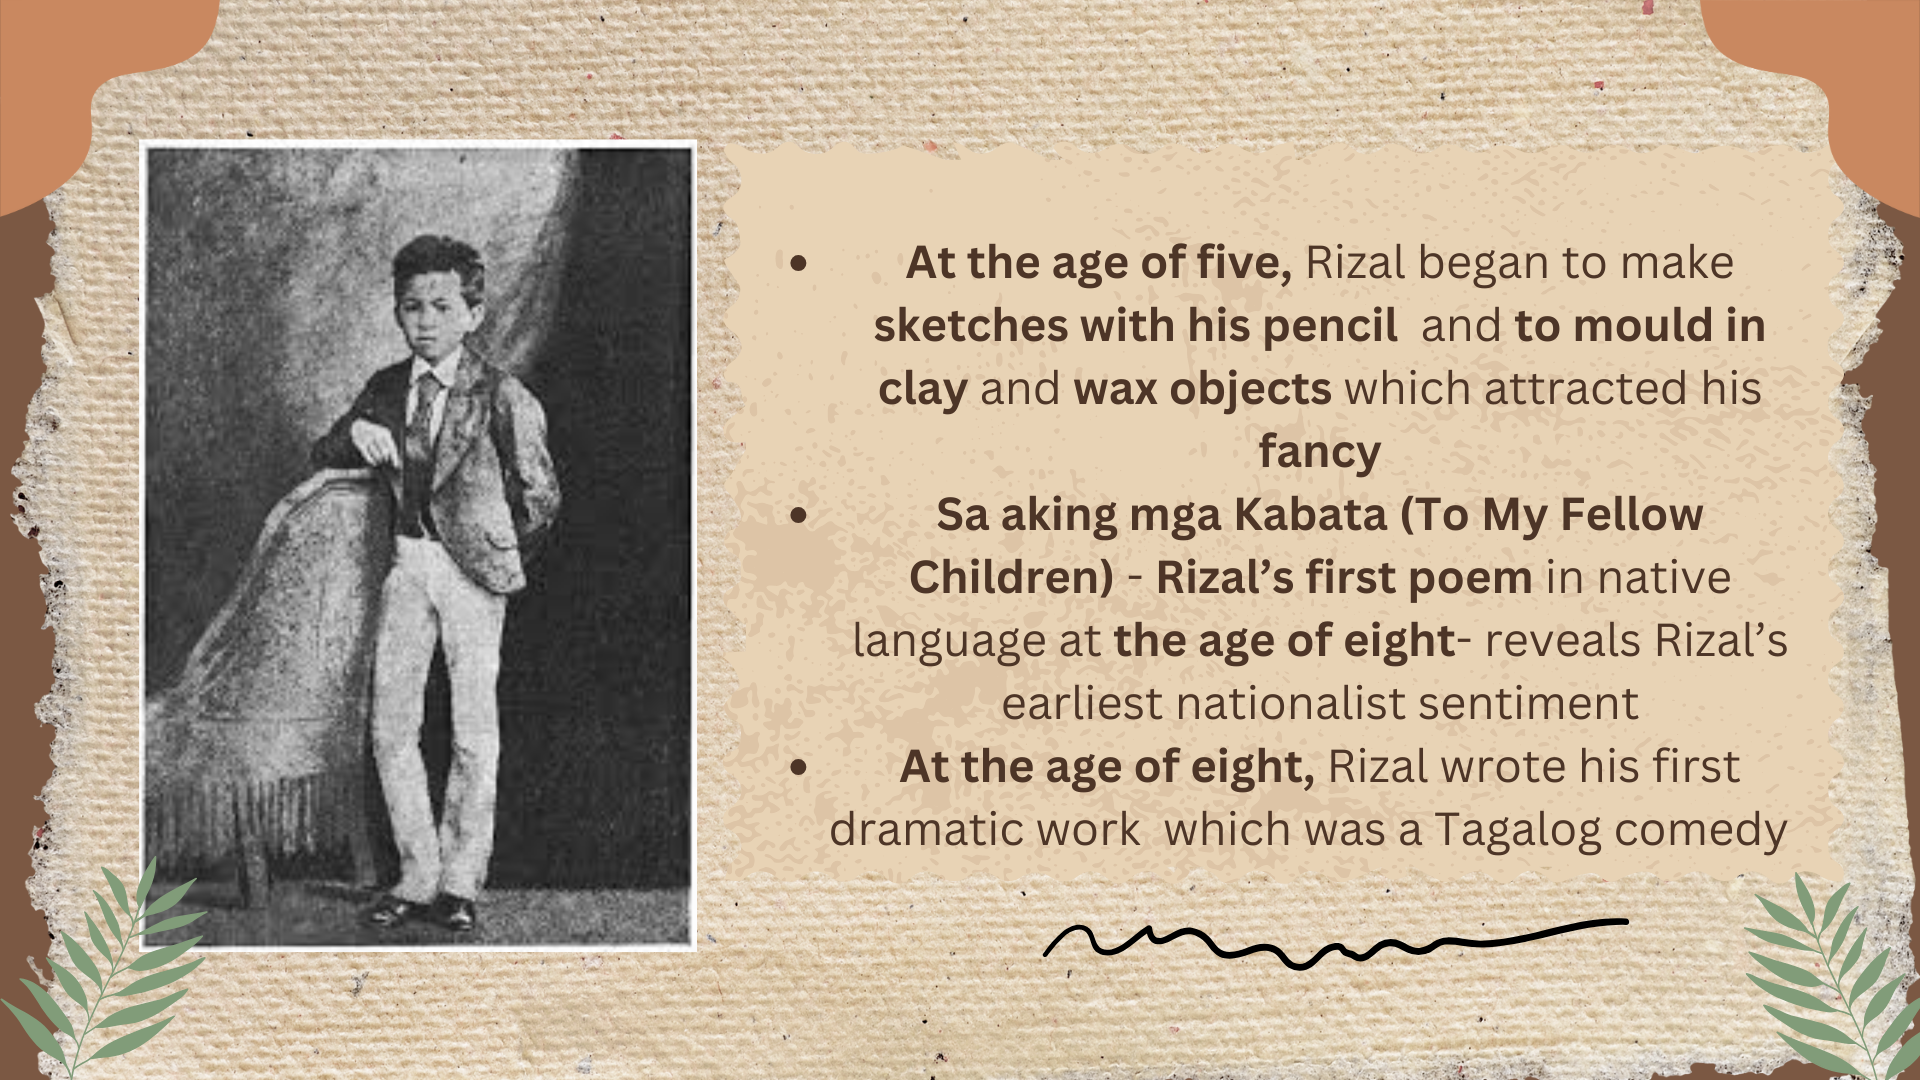 • At the age of five, Rizal began to make
sketches with his pencil  and to mould in
clay and wax objects which attracted his
fancy
• Sa aking mga Kabata (To My Fellow
Children) - Rizal’s first poem in native
language at the age of eight- reveals Rizal’s
earliest nationalist sentiment
• At the age of eight, Rizal wrote his first
dramatic work  which was a Tagalog comedy